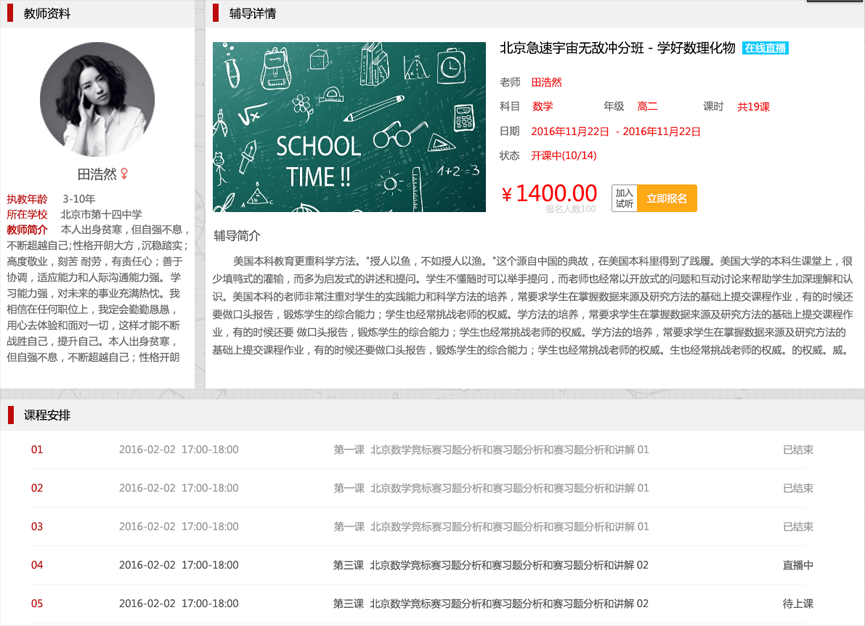 教师资料
田浩然♀
执教年龄 3-10年
所在学校 北京市第十四中学
教师简介 本人出身贫寒，但自强不息，
不断超越自己;性格开朗大方，沉稳踏实；
高度敬业，刻苦 耐劳，有责任心；善于
协调，适应能力和人际沟通能力强。 学
习能力强，对未来的事业充满热忱。我
相信在任何职位上，我定会勤勤恳恳，
用心去体验和面对一切，这样才能不断
战胜自己，提升自己。本人出身贫寒，
但自强不息，不断超越自己；性格开朗
辅导详情
SCHOOL
TIME !!
1+2=3
北京急速宇宙无敌冲分班 - 学好数理化物 在线直播
老师 田浩然
科目 数学 年级 高二 课时 共19课
日期 2016年11月22日 - 2016年11月22日
状态 开课中(10/14)
￥1400.00
报名人数100
加入
试听
立即报名
辅导简介
美国本科教育更重科学方法。"授人以鱼，不如授人以渔。"这个源自中国的典故，在美国本科里得到了践履。美国大学的本科生课堂上，很
少填鸭式的灌输，而多为启发式的讲述和提问。学生不懂随时可以举手提问，而老师也经常以开放式的问题和互动讨论来帮助学生加深理解和认
识。美国本科的老师非常注重对学生的实践能力和科学方法的培养，常要求学生在掌握数据来源及研究方法的基础上提交课程作业，有的时候还
要做口头报告，锻炼学生的综合能力；学生也经常挑战老师的权威。学方法的培养，常要求学生在掌握数据来源及研究方法的基础上提交课程作
业，有的时候还要 做口头报告，锻炼学生的综合能力；学生也经常挑战老师的权威。学方法的培养，常要求学生在掌握数据来源及研究方法的
基础上提交课程作业，有的时候还要做口头报告，锻炼学生的综合能力；学生也经常挑战老师的权威。生也经常挑战老师的权威。的权威。威。
课程安排
01 2016-02-02 17:00-18:00 第一课 北京数学竞标赛习题分析和赛习题分析和赛习题分析和讲解 01 已结束
02 2016-02-02 17:00-18:00 第一课 北京数学竞标赛习题分析和赛习题分析和赛习题分析和讲解 01 已结束
03 2016-02-02 17:00-18:00 第一课 北京数学竞标赛习题分析和赛习题分析和赛习题分析和讲解 01 已结束
04 2016-02-02 17:00-18:00 第三课 北京数学竞标赛习题分析和赛习题分析和赛习题分析和讲解 02 直播中
05 2016-02-02 17:00-18:00 第三课 北京数学竞标赛习题分析和赛习题分析和赛习题分析和讲解 02 待上课